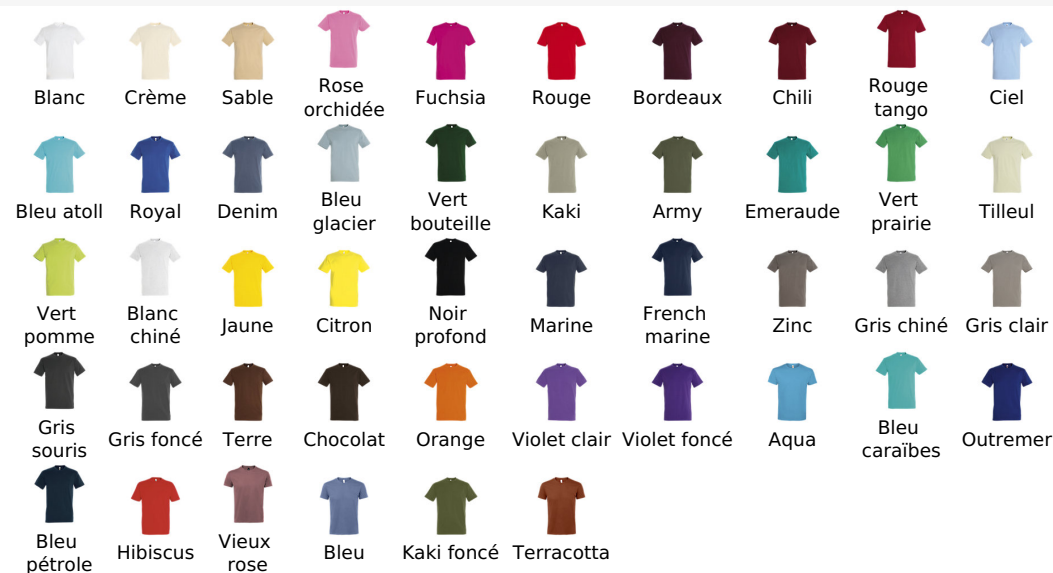 Blanc
Crème
Sable
Rose
orchidée
Fuchsia
Rouge
Bordeaux
Chili
Rouge
tango
Ciel
Bleu atoll
Royal
Denim
Bleu
glacier
Vert
bouteille
Kaki
Army
Emeraude
Vert
prairie
Tilleul
Vert
pomme
Blanc
chiné
Jaune
Citron
Noir
profond
Marine
French
marine
Zinc
Gris chiné
Gris clair
Gris
souris
Gris foncé
Terre
Chocolat
Orange
Violet clair
Violet foncé
Aqua
Bleu
caraïbes
Outremer
Bleu
pétrole
Hibiscus
Vieux
rose
Bleu
Kaki foncé
Terracotta